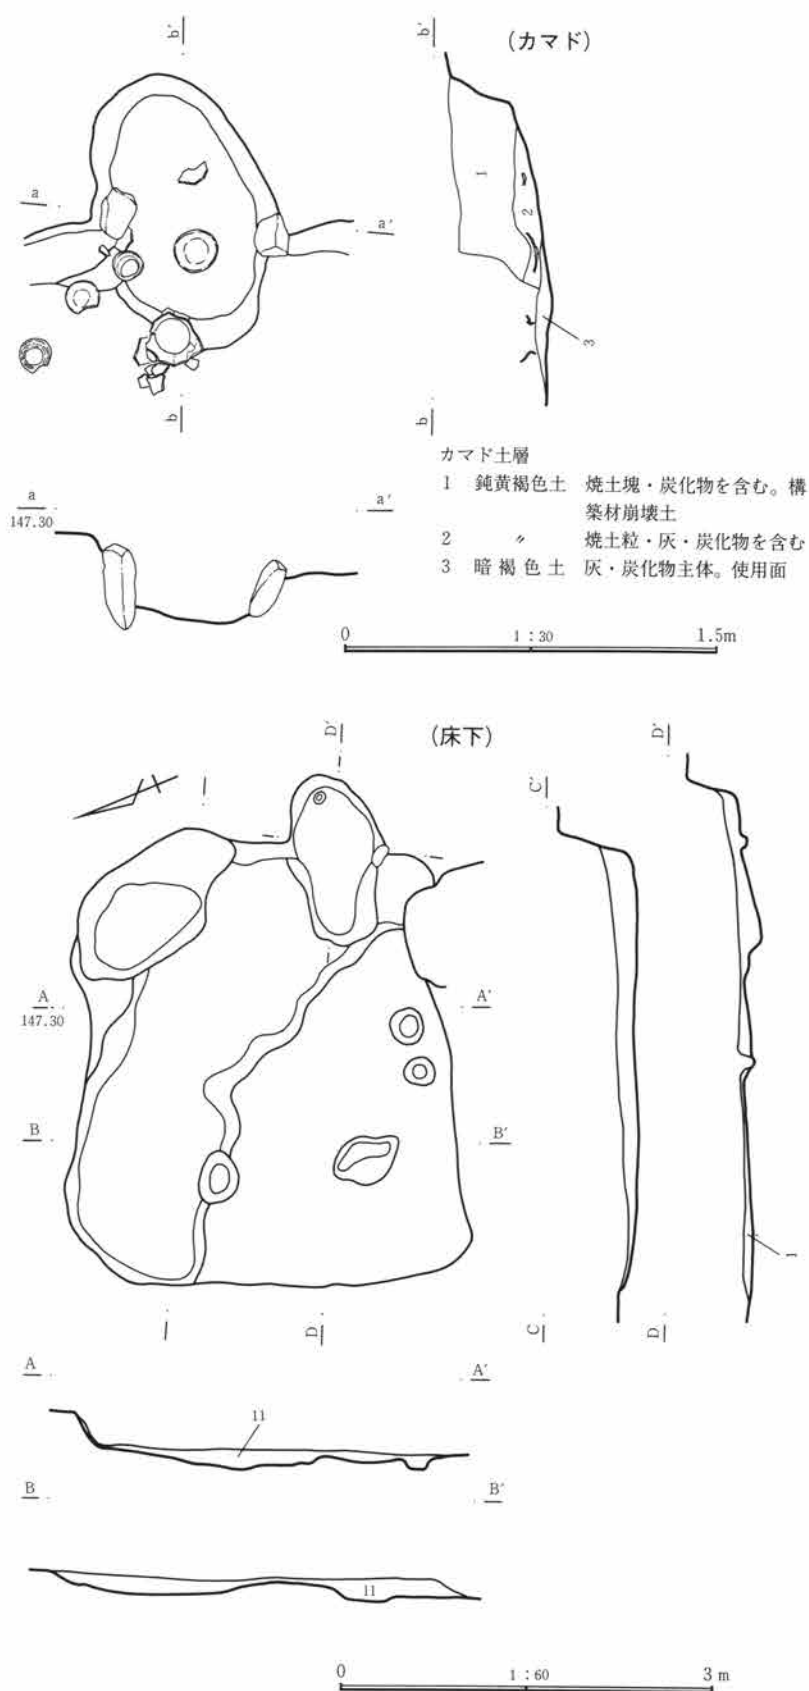 b′
b′
(カマド)
a
a′
1
2
3
b
b
a
147.30
a′
カマド土層
1 鈍黄褐色土 焼土塊・炭化物を含む。構
築材崩壊土
2 〃 焼土粒・灰・炭化物を含む
3 暗褐色土 灰・炭化物主体。使用面
0 1:30 1.5m
D′
(床下)
C′
D′
A
147.30
A′
B
B′
1
D
C
D
A
A′
11
B
B′
11
0 1:60 3m